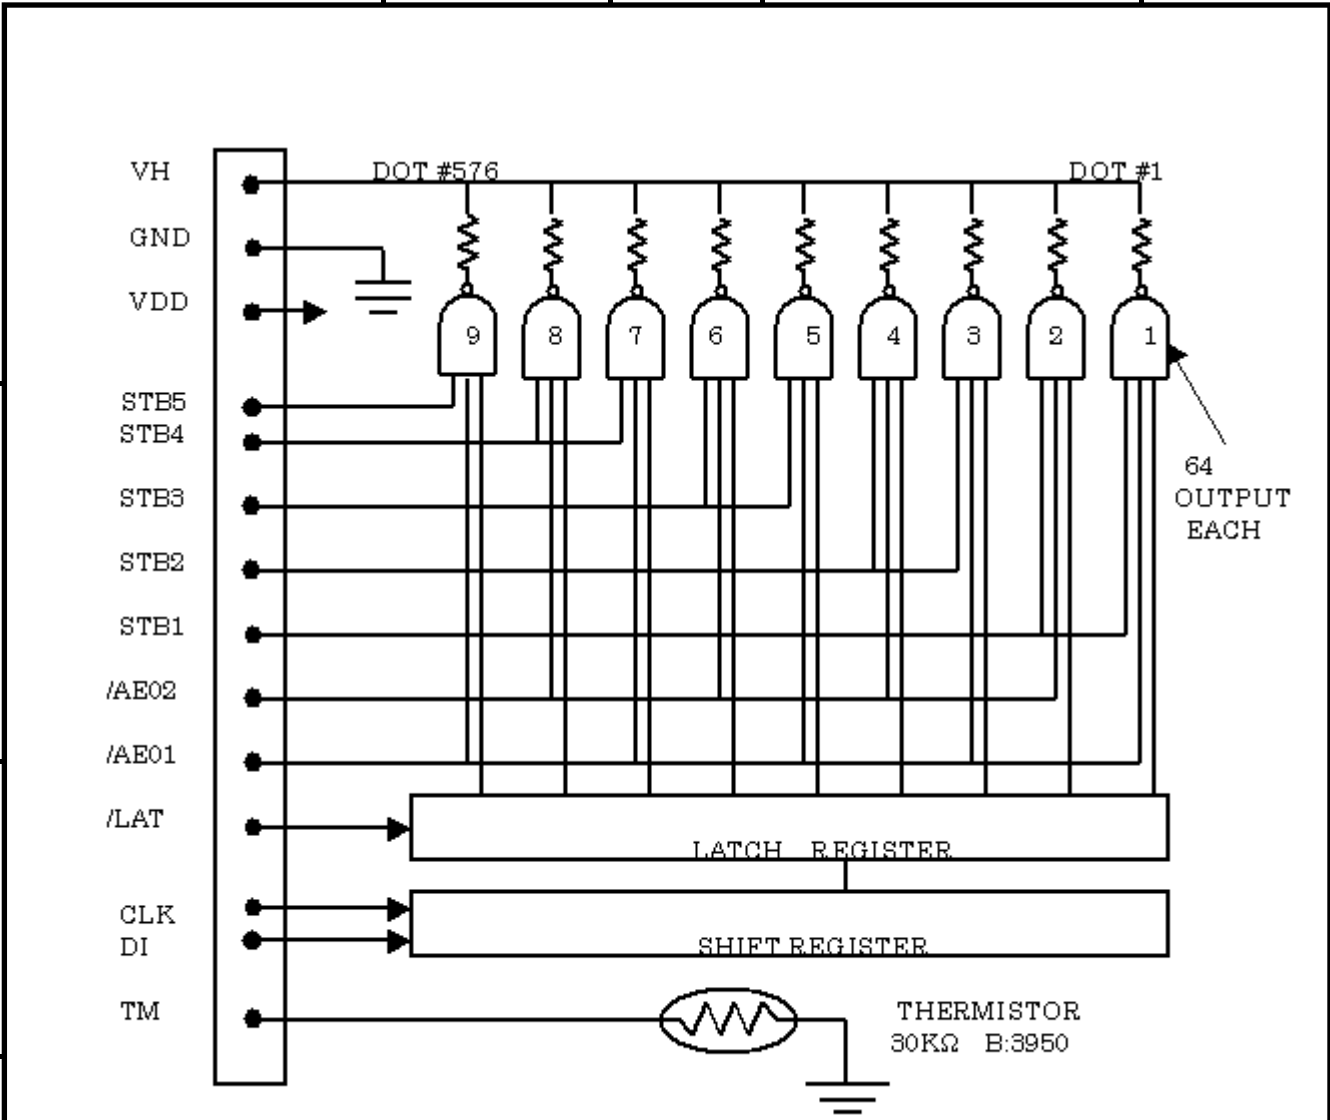 VH
DOT #576
DOT #1
GND
VDD
9 8 7 6 5 4 3 2 1
STB5
STB4
64
OUTPUT
EACH
STB3
STB2
STB1
/AE02
/AE01
/LAT
LATCH REGISTER
CLK
DI
SHIFT REGISTER
TM
THERMISTOR
30KΩ B:3950